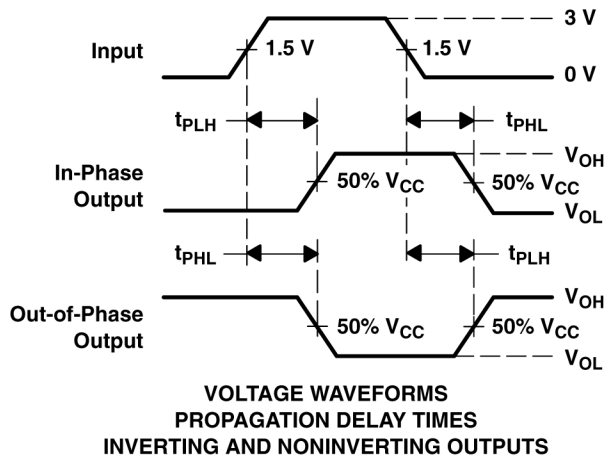 3 V
Input
1.5 V
1.5 V
0 V
tPLH
tPHL
In-Phase
Output
VOH
50% VCC
50% VCC
VOL
tPHL
tPLH
Out-of-Phase
Output
VOH
50% VCC
50% VCC
VOL
VOLTAGE WAVEFORMS
PROPAGATION DELAY TIMES
INVERTING AND NONINVERTING OUTPUTS